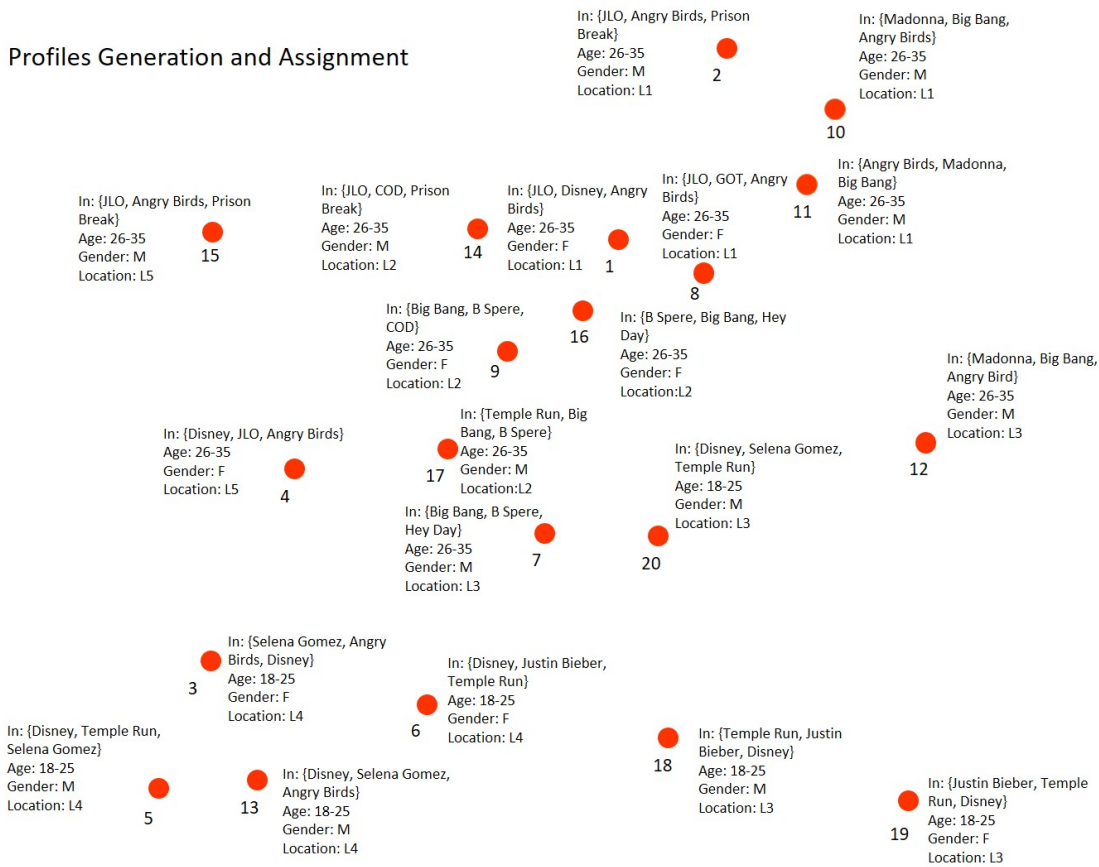 Profiles Generation and Assignment
In: {JLO, Angry Birds, Prison
Break}
Age: 26-35
Gender: M
Location: L1
2
In: {Madonna, Big Bang,
Angry Birds}
Age: 26-35
Gender: M
Location: L1
10
In: {JLO, Angry Birds, Prison
Break}
Age: 26-35
Gender: M
Location: L5
15
In: {JLO, COD, Prison
Break}
Age: 26-35
Gender: M
Location: L2
14
In: {JLO, Disney, Angry
Birds}
Age: 26-35
Gender: F
Location: L1
1
In: {JLO, GOT, Angry
Birds}
Age: 26-35
Gender: F
Location: L1
8
In: {Angry Birds, Madonna,
Big Bang}
Age: 26-35
Gender: M
Location: L1
11
In: {Big Bang, B Spere,
COD}
Age: 26-35
Gender: F
Location: L2
9
16
In: {B Spere, Big Bang, Hey
Day}
Age: 26-35
Gender: F
Location:L2
In: {Madonna, Big Bang,
Angry Bird}
Age: 26-35
Gender: M
Location: L3
12
In: {Disney, JLO, Angry Birds}
Age: 26-35
Gender: F
Location: L5
4
In: {Temple Run, Big
Bang, B Spere}
Age: 26-35
Gender: M
Location:L2
17
In: {Disney, Selena Gomez,
Temple Run}
Age: 18-25
Gender: M
Location: L3
20
In: {Big Bang, B Spere,
Hey Day}
Age: 26-35
Gender: M
Location: L3
7
In: {Selena Gomez, Angry
Birds, Disney}
Age: 18-25
Gender: F
Location: L4
3
In: {Disney, Justin Bieber,
Temple Run}
Age: 18-25
Gender: F
Location: L4
6
In: {Disney, Temple Run,
Selena Gomez}
Age: 18-25
Gender: M
Location: L4
5
In: {Disney, Selena Gomez,
Angry Birds}
Age: 18-25
Gender: M
Location: L4
13
In: {Temple Run, Justin
Bieber, Disney}
Age: 18-25
Gender: M
Location: L3
18
In: {Justin Bieber, Temple
Run, Disney}
Age: 18-25
Gender: F
Location: L3
19